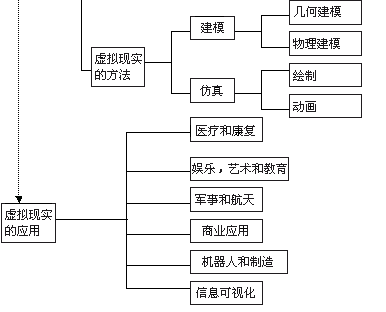 几何建模
建模
物理建模
虚拟现实
的方法
绘制
仿真
动画
医疗和康复
娱乐，艺术和教育
军事和航天
虚拟现实
的应用
商业应用
机器人和制造
信息可视化